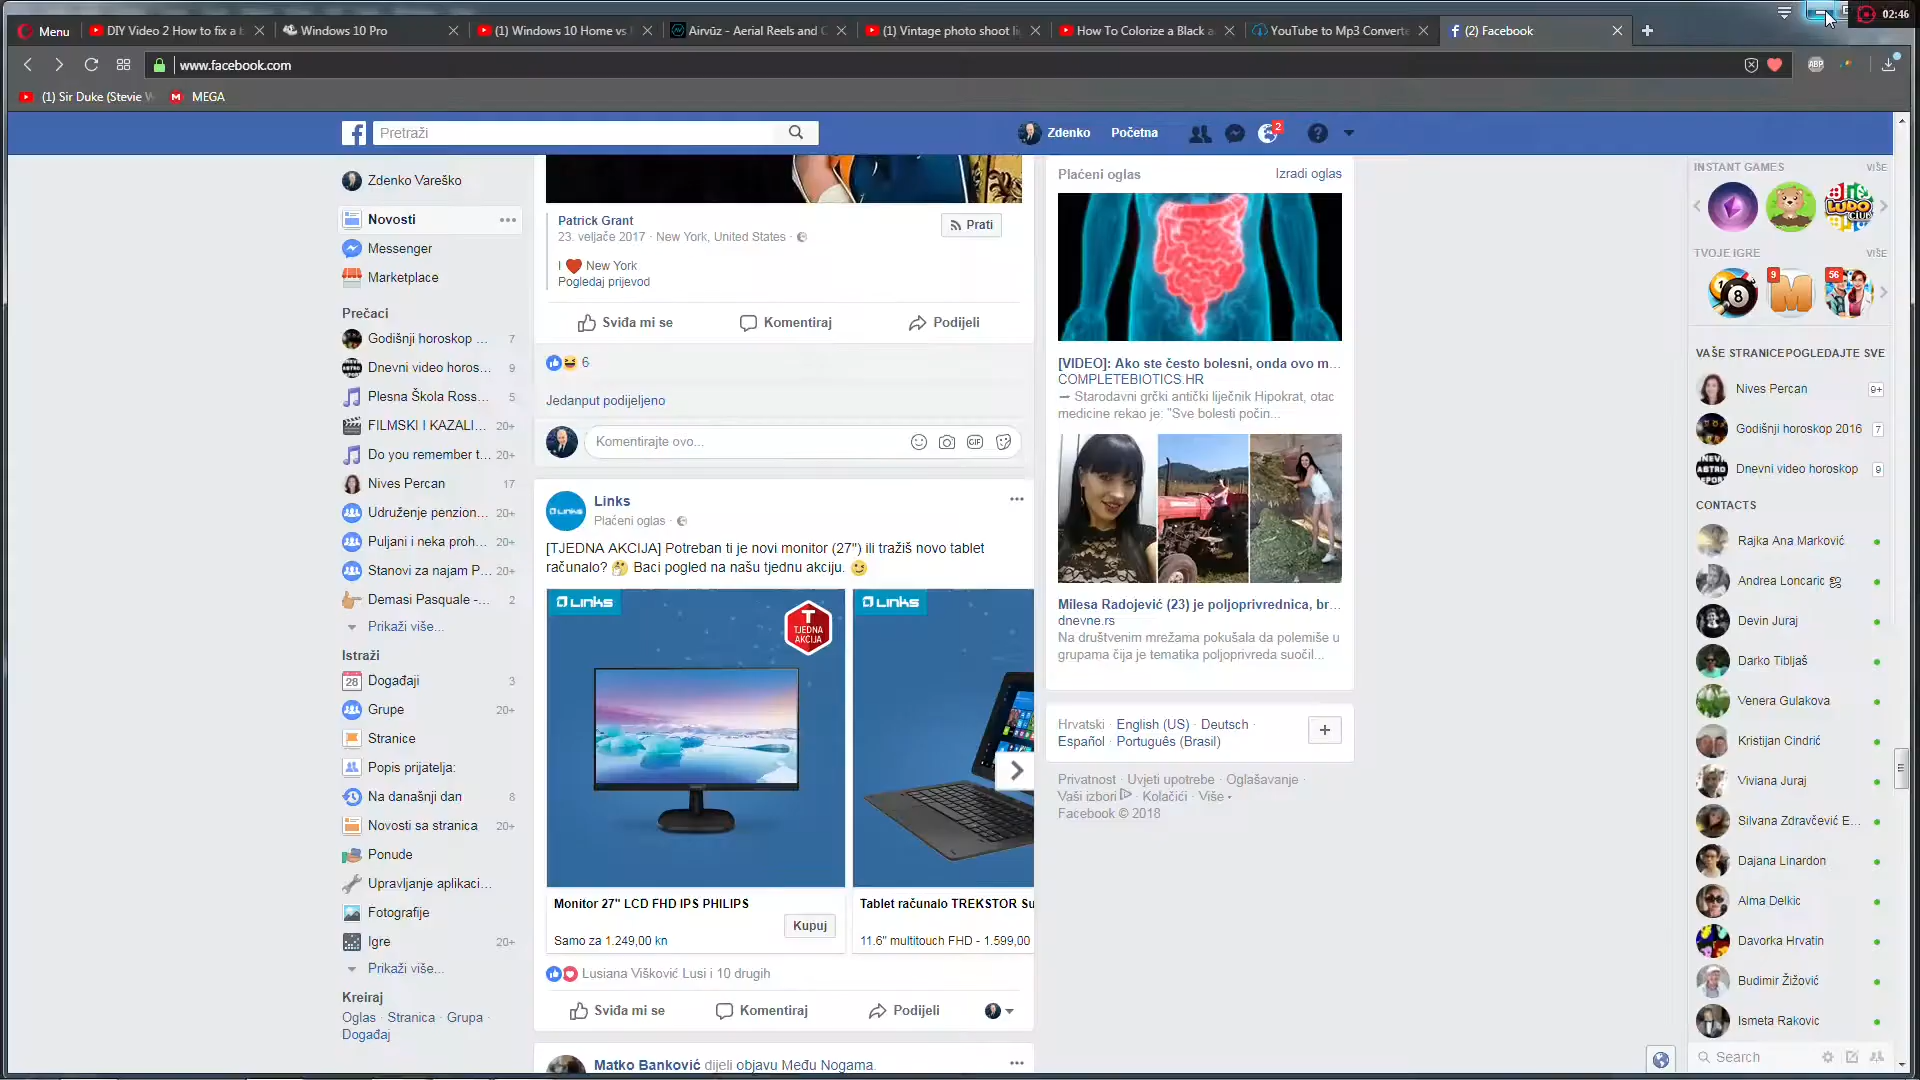 02:46
Menu
DIY Video 2 How to fix a b
Windows 10 Pro
(1) Windows 10 Home vs
Airvūz - Aerial Reels and C
(1) Vintage photo shoot
How To Colorize a Black a
YouTube to Mp3 Converte
(2) Facebook
www.facebook.com
ABP
(1) Sir Duke (Stevie W
MEGA
Pretraži
Zdenko
Početna
2
Zdenko Vareško
Novosti
Messenger
Marketplace
Prečaci
Godišnji horoskop ... 7
Dnevni video horos... 9
Plesna Škola Ross... 5
FILMSKI I KAZALI... 20+
Do you remember t... 20+
Nives Percan 17
Udruženje penzion... 20+
Puljani i neka proh... 20+
Stanovi za najam P... 20+
Demasi Pasquale -... 2
Prikaži više...
Istraži
28
Događaji 3
Grupe 20+
Stranice
Popis prijatelja:
Na današnji dan 8
Novosti sa stranica 20+
Ponude
Upravljanje aplikaci...
Fotografije
Igre 20+
Prikaži više...
Kreiraj
Oglas · Stranica · Grupa ·
Događaj
Patrick Grant
23. veljače 2017 · New York, United States ·
Prati
I ❤ New York
Pogledaj prijevod
Sviđa mi se
Komentiraj
Podijeli
6
Jedanput podijeljeno
Komentirajte ovo...
GIF
Links
Plaćeni oglas ·
[TJEDNA AKCIJA] Potreban ti je novi monitor (27") ili tražiš novo tablet
računalo? 🤔 Baci pogled na našu tjednu akciju. 😉
Links
T
TJEDNA
AKCIJA
Links
Monitor 27" LCD FHD IPS PHILIPS
Samo za 1.249,00 kn
Kupuj
Tablet računalo TREKSTOR Su
11.6" multitouch FHD - 1.599,00
Lusiana Višković Lusi i 10 drugih
Sviđa mi se
Komentiraj
Podijeli
Matko Banković dijeli objavu Među Nogama.
Plaćeni oglas
Izradi oglas
[VIDEO]: Ako ste često bolesni, onda ovo m...
COMPLETEBIOTICS.HR
— Starodavni grčki antički liječnik Hipokrat, otac
medicine rekao je: "Sve bolesti počin...
Milesa Radojević (23) je poljoprivrednica, br...
dnevne.rs
Na društvenim mrežama pokušala da polemiše u
grupama čija je tematika poljoprivreda suočil...
Hrvatski · English (US) · Deutsch ·
Español · Português (Brasil)
Privatnost · Uvjeti upotrebe · Oglašavanje ·
Vaši izbori · Kolačići · Više
Facebook © 2018
INSTANT GAMES VIŠE
LUDO
CLUB
TVOJE IGRE VIŠE
8
9
M
56
VAŠE STRANICE POGLEDAJTE SVE
Nives Percan 9+
Godišnji horoskop 2016 7
Dnevni video horoskop 9
CONTACTS
Rajka Ana Marković
Andrea Loncaric
Devin Juraj
Darko Tibljaš
Venera Gulakova
Kristijan Cindrić
Viviana Juraj
Silvana Zdravčević E...
Dajana Linardon
Alma Delkic
Davorka Hrvatin
Budimir Žižović
Ismeta Rakovic
Search